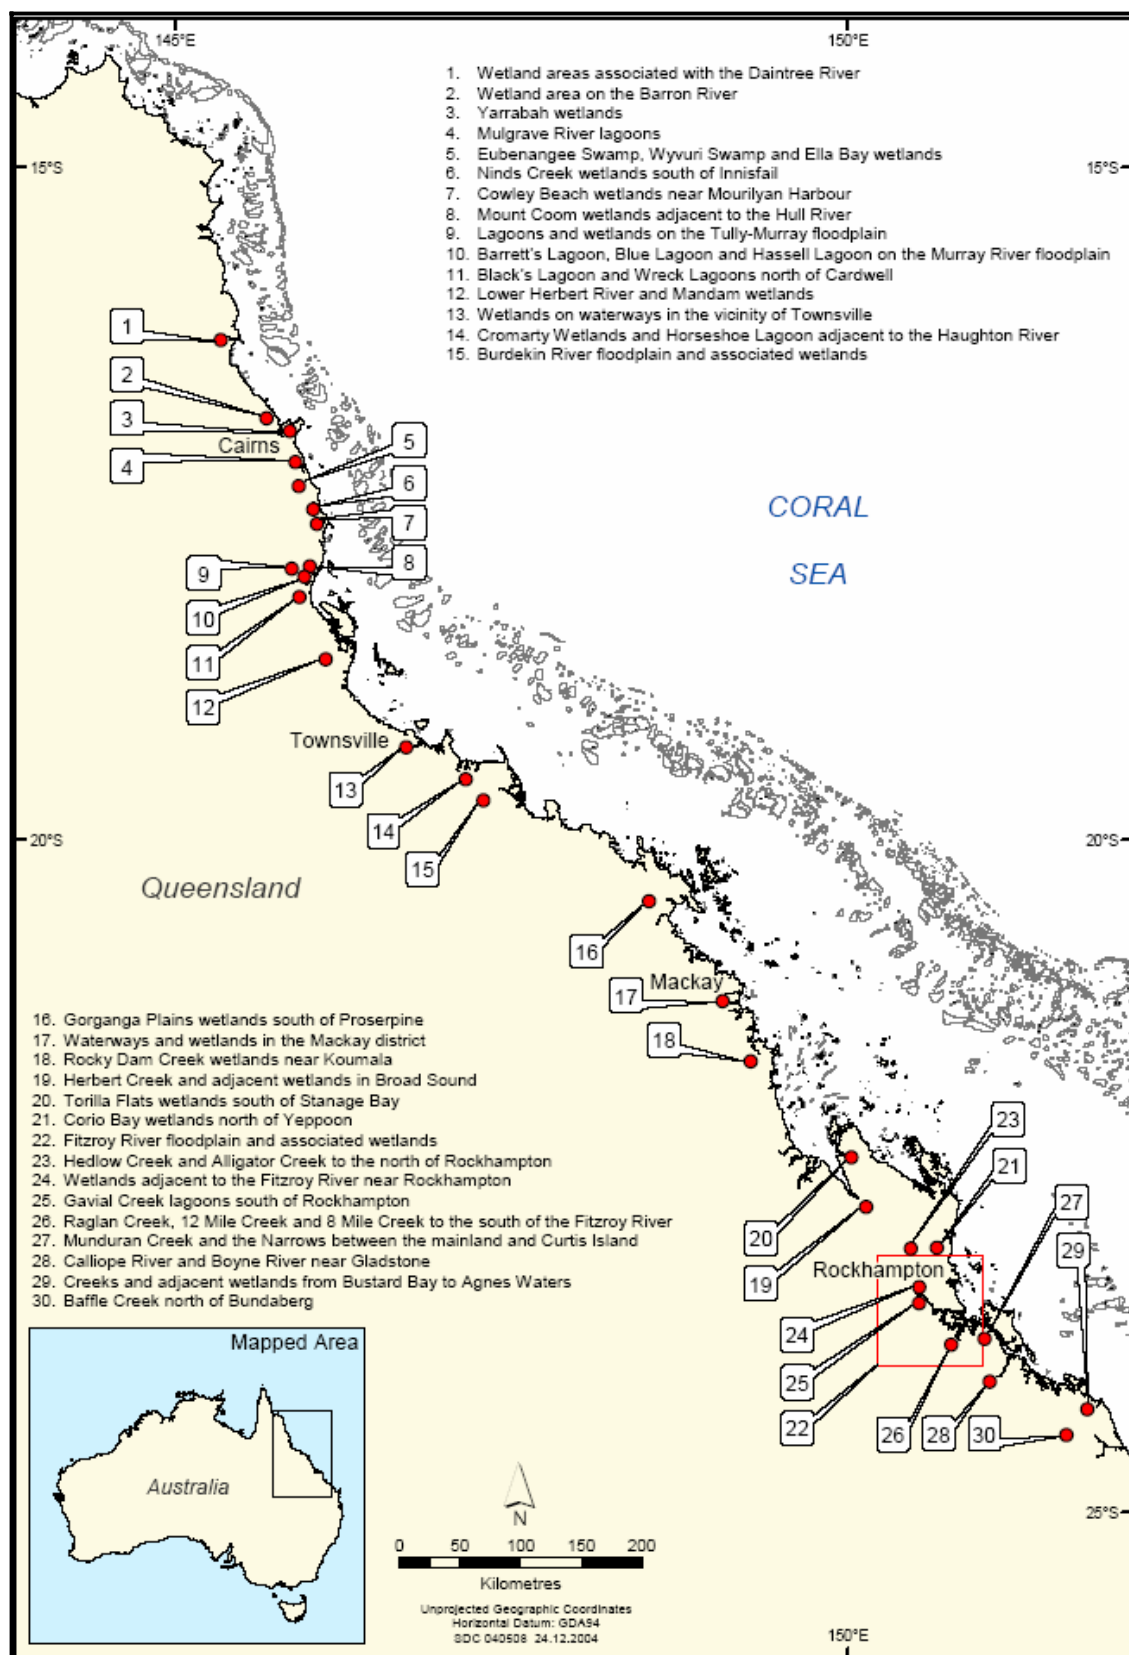 145°E
150°E
1. Wetland areas associated with the Daintree River
2. Wetland area on the Barron River
3. Yarrabah wetlands
4. Mulgrave River lagoons
5. Eubenangee Swamp, Wyvuri Swamp and Ella Bay wetlands
6. Ninds Creek wetlands south of Innisfail
7. Cowley Beach wetlands near Mourilyan Harbour
8. Mount Coom wetlands adjacent to the Hull River
9. Lagoons and wetlands on the Tully-Murray floodplain
10. Barrett's Lagoon, Blue Lagoon and Hassell Lagoon on the Murray River floodplain
11. Black's Lagoon and Wreck Lagoons north of Cardwell
12. Lower Herbert River and Mandam wetlands
13. Wetlands on waterways in the vicinity of Townsville
14. Cromarty Wetlands and Horseshoe Lagoon adjacent to the Haughton River
15. Burdekin River floodplain and associated wetlands
15°S
15°S
1
2
3
Cairns
4
5
6
7
8
9
10
11
12
CORAL
SEA
Townsville
13
14
15
20°S
20°S
Queensland
16
Mackay
17
18
16. Gorganga Plains wetlands south of Proserpine
17. Waterways and wetlands in the Mackay district
18. Rocky Dam Creek wetlands near Koumala
19. Herbert Creek and adjacent wetlands in Broad Sound
20. Torilla Flats wetlands south of Stanage Bay
21. Corio Bay wetlands north of Yeppoon
22. Fitzroy River floodplain and associated wetlands
23. Hedlow Creek and Alligator Creek to the north of Rockhampton
24. Wetlands adjacent to the Fitzroy River near Rockhampton
25. Gavial Creek lagoons south of Rockhampton
26. Raglan Creek, 12 Mile Creek and 8 Mile Creek to the south of the Fitzroy River
27. Munduran Creek and the Narrows between the mainland and Curtis Island
28. Calliope River and Boyne River near Gladstone
29. Creeks and adjacent wetlands from Bustard Bay to Agnes Waters
30. Baffle Creek north of Bundaberg
23
21
27
29
20
19
Rockhampton
24
25
22
26
28
30
Mapped Area
Australia
N
0 50 100 150 200
Kilometres
Unprojected Geographic Coordinates
Horizontal Datum: GDA94
SDC 040508 24.12.2004
25°S
150°E